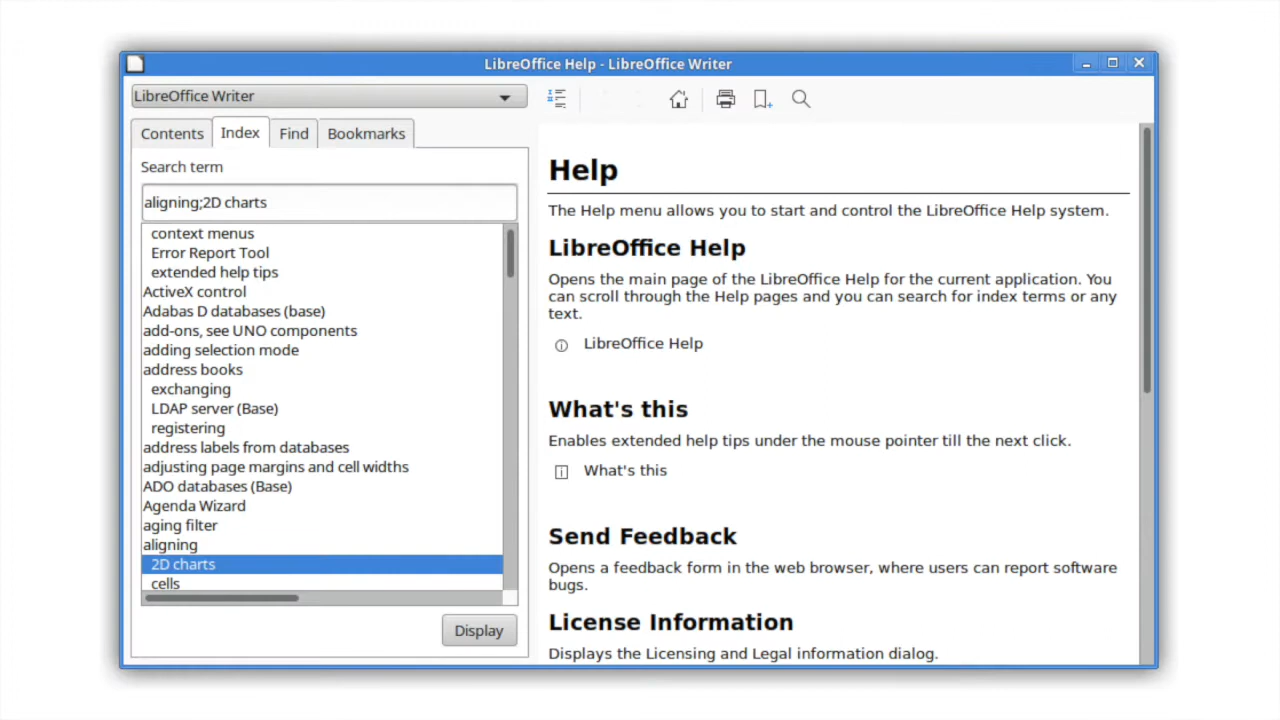 LibreOffice Help - LibreOffice Writer
LibreOffice Writer
Contents Index Find Bookmarks
Search term
aligning;2D charts
context menus
Error Report Tool
extended help tips
ActiveX control
Adabas D databases (base)
add-ons, see UNO components
adding selection mode
address books
exchanging
LDAP server (Base)
registering
address labels from databases
adjusting page margins and cell widths
ADO databases (Base)
Agenda Wizard
aging filter
aligning
2D charts
cells
Display
Help
The Help menu allows you to start and control the LibreOffice Help system.
LibreOffice Help
Opens the main page of the LibreOffice Help for the current application. You
can scroll through the Help pages and you can search for index terms or any
text.
LibreOffice Help
What's this
Enables extended help tips under the mouse pointer till the next click.
What's this
Send Feedback
Opens a feedback form in the web browser, where users can report software
bugs.
License Information
Displays the Licensing and Legal information dialog.